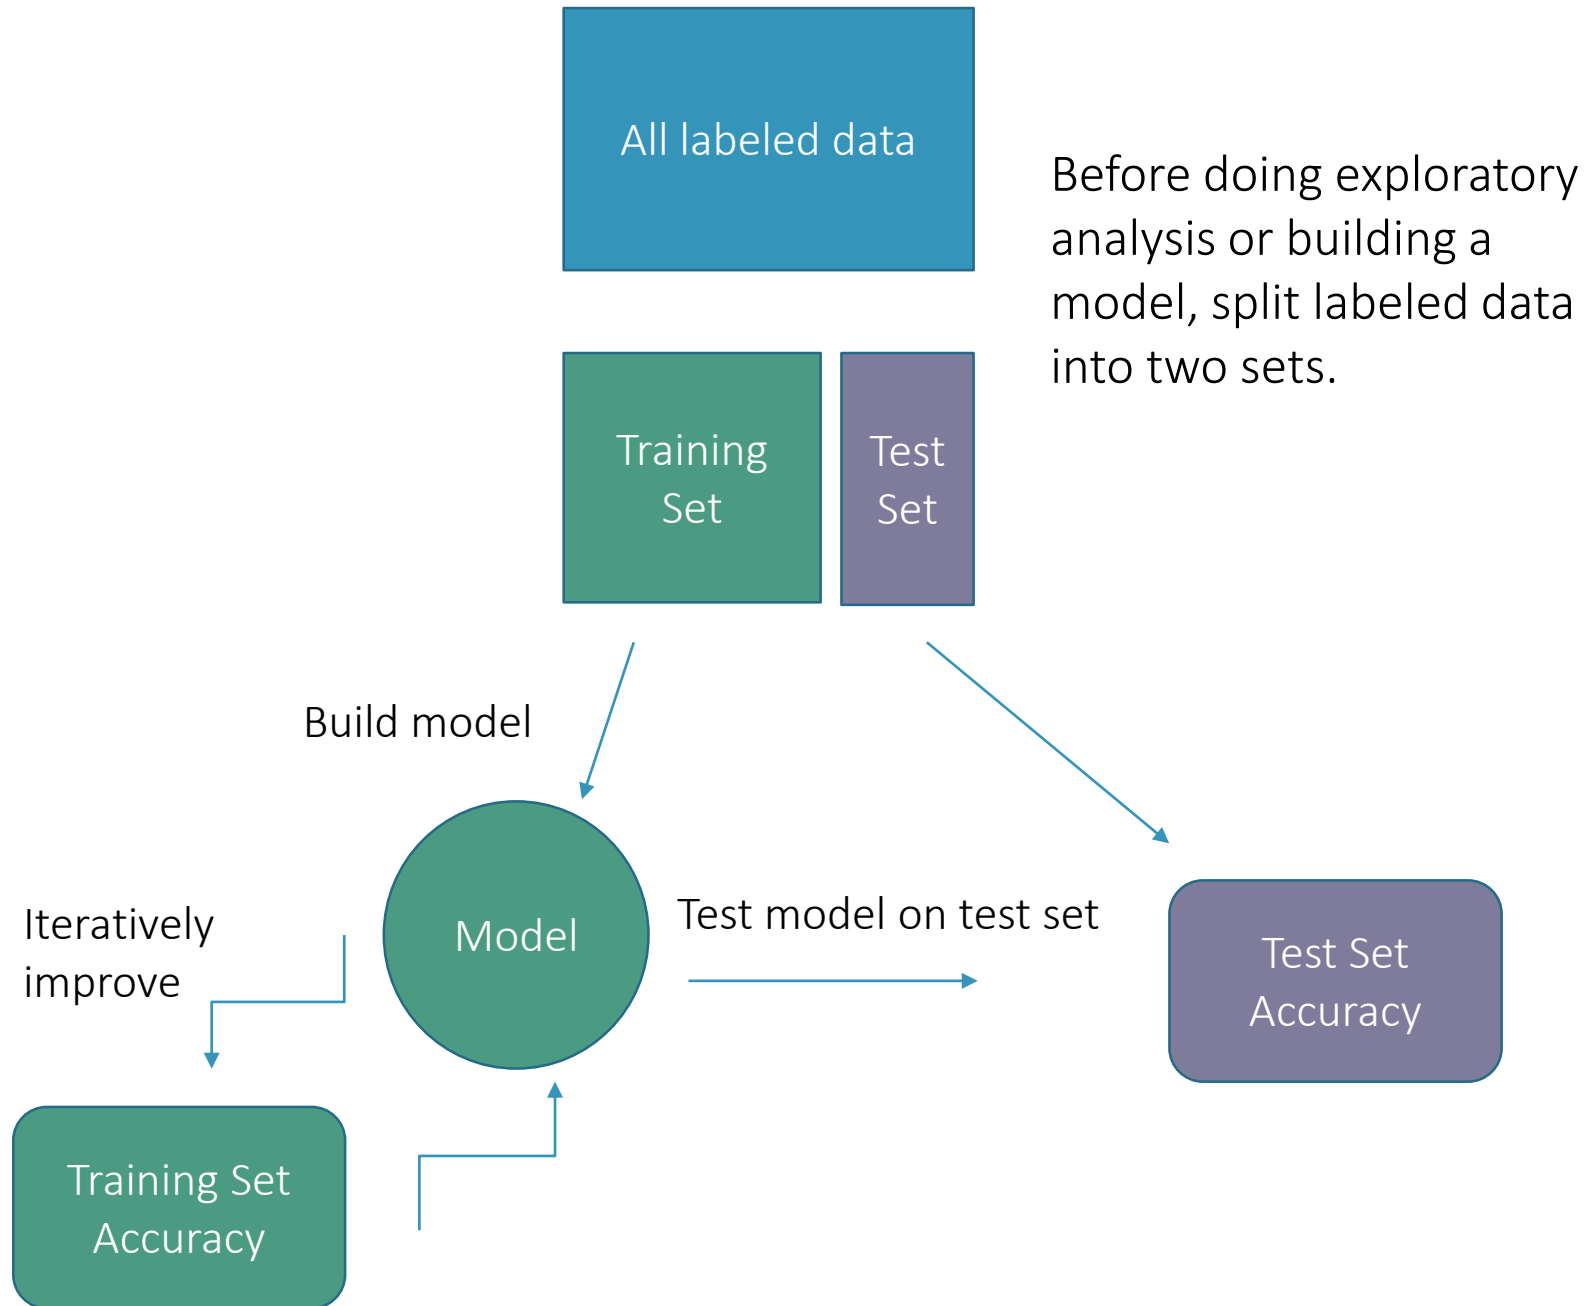 All labeled data
Before doing exploratory
analysis or building a
model, split labeled data
into two sets.
Training
Set
Test
Set
Build model
Iteratively
improve
Model
Test model on test set
Test Set
Accuracy
Training Set
Accuracy